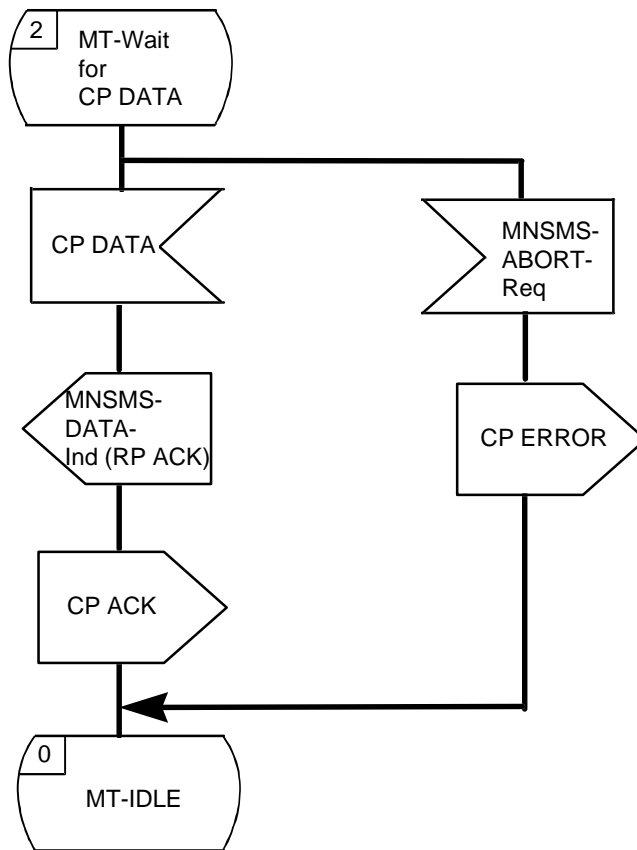 2
MT-Wait
for
CP DATA
CP DATA
MNSMS-
ABORT-
Req
MNSMS-
DATA-
Ind (RP ACK)
CP ERROR
CP ACK
0
MT-IDLE